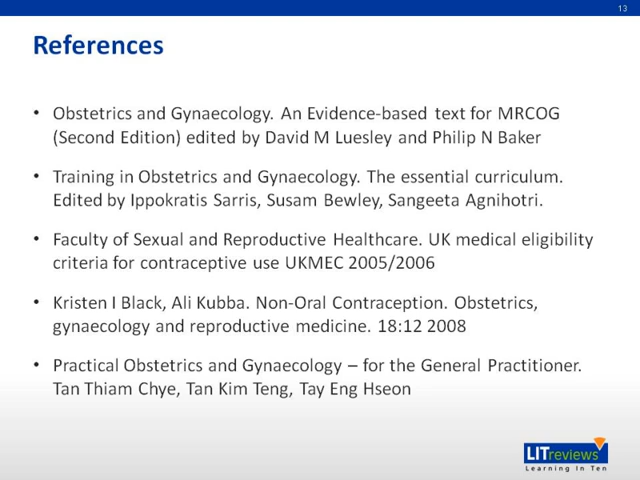 13
References
• Obstetrics and Gynaecology. An Evidence-based text for MRCOG
(Second Edition) edited by David M Luesley and Philip N Baker
• Training in Obstetrics and Gynaecology. The essential curriculum.
Edited by Ippokratis Sarris, Susam Bewley, Sangeeta Agnihotri.
• Faculty of Sexual and Reproductive Healthcare. UK medical eligibility
criteria for contraceptive use UKMEC 2005/2006
• Kristen I Black, Ali Kubba. Non-Oral Contraception. Obstetrics,
gynaecology and reproductive medicine. 18:12 2008
• Practical Obstetrics and Gynaecology – for the General Practitioner.
Tan Thiam Chye, Tan Kim Teng, Tay Eng Hseon
LITreviews
Learning In Ten